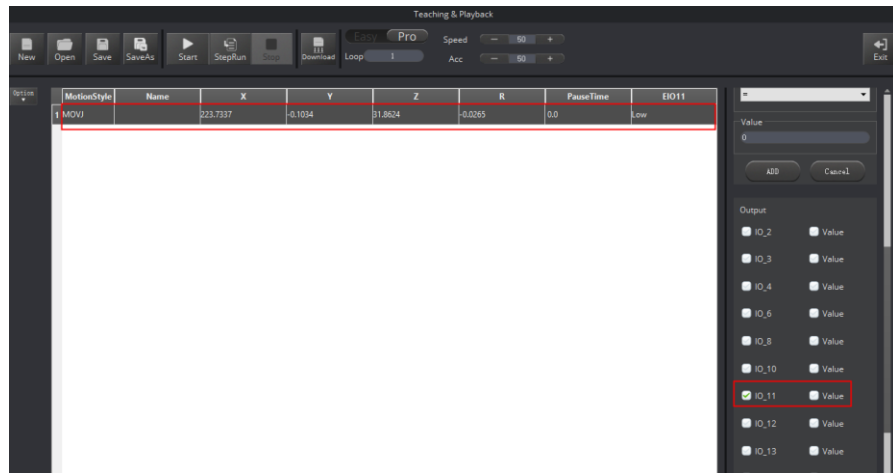 Teaching & Playback
Easy Pro
Speed — 50 +
New Open Save SaveAs Start StepRun Stop Download Loop 1 Acc — 50 +
Exit
Option
MotionStyle Name X Y Z R PauseTime EIO11
1 MOVJ 223.7337 -0.1034 31.8624 -0.0265 0.0 Low
=
Value
0
ADD Cancel
Output
IO_2 Value
IO_3 Value
IO_4 Value
IO_6 Value
IO_8 Value
IO_10 Value
IO_11 Value
IO_12 Value
IO_13 Value